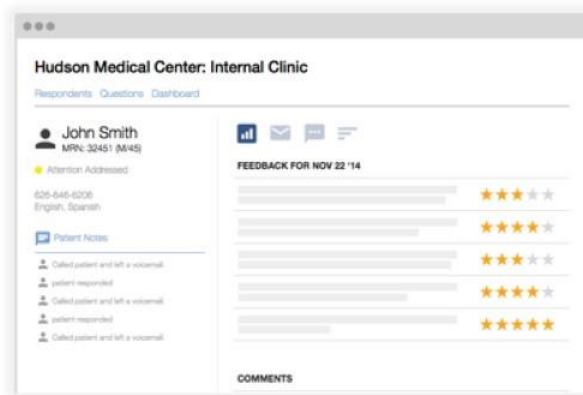 Hudson Medical Center: Internal Clinic
Respondents Questions Dashboard
John Smith
MRN: 32451 (M/45)
Attention Addressed
626-646-6206
English, Spanish
Patient Notes
Called patient and left a voicemail.
patient responded
Called patient and left a voicemail.
patient responded
Called patient and left a voicemail.
FEEDBACK FOR NOV 22 '14
COMMENTS